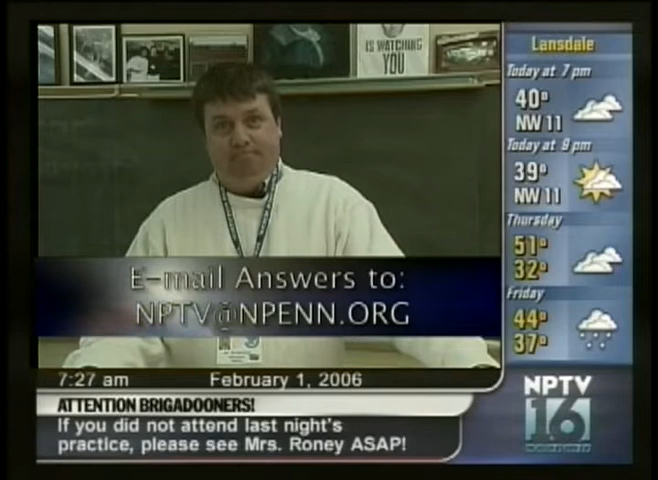 IS WATCHING
YOU
E-mail Answers to:
NPTV@NPENN.ORG
7:27 am February 1, 2006
ATTENTION BRIGADOONERS!
If you did not attend last night's
practice, please see Mrs. Roney ASAP!
Lansdale
Today at 7 pm
40°
NW 11
Today at 9 pm
39°
NW 11
Thursday
51°
32°
Friday
44°
37°
NPTV
16